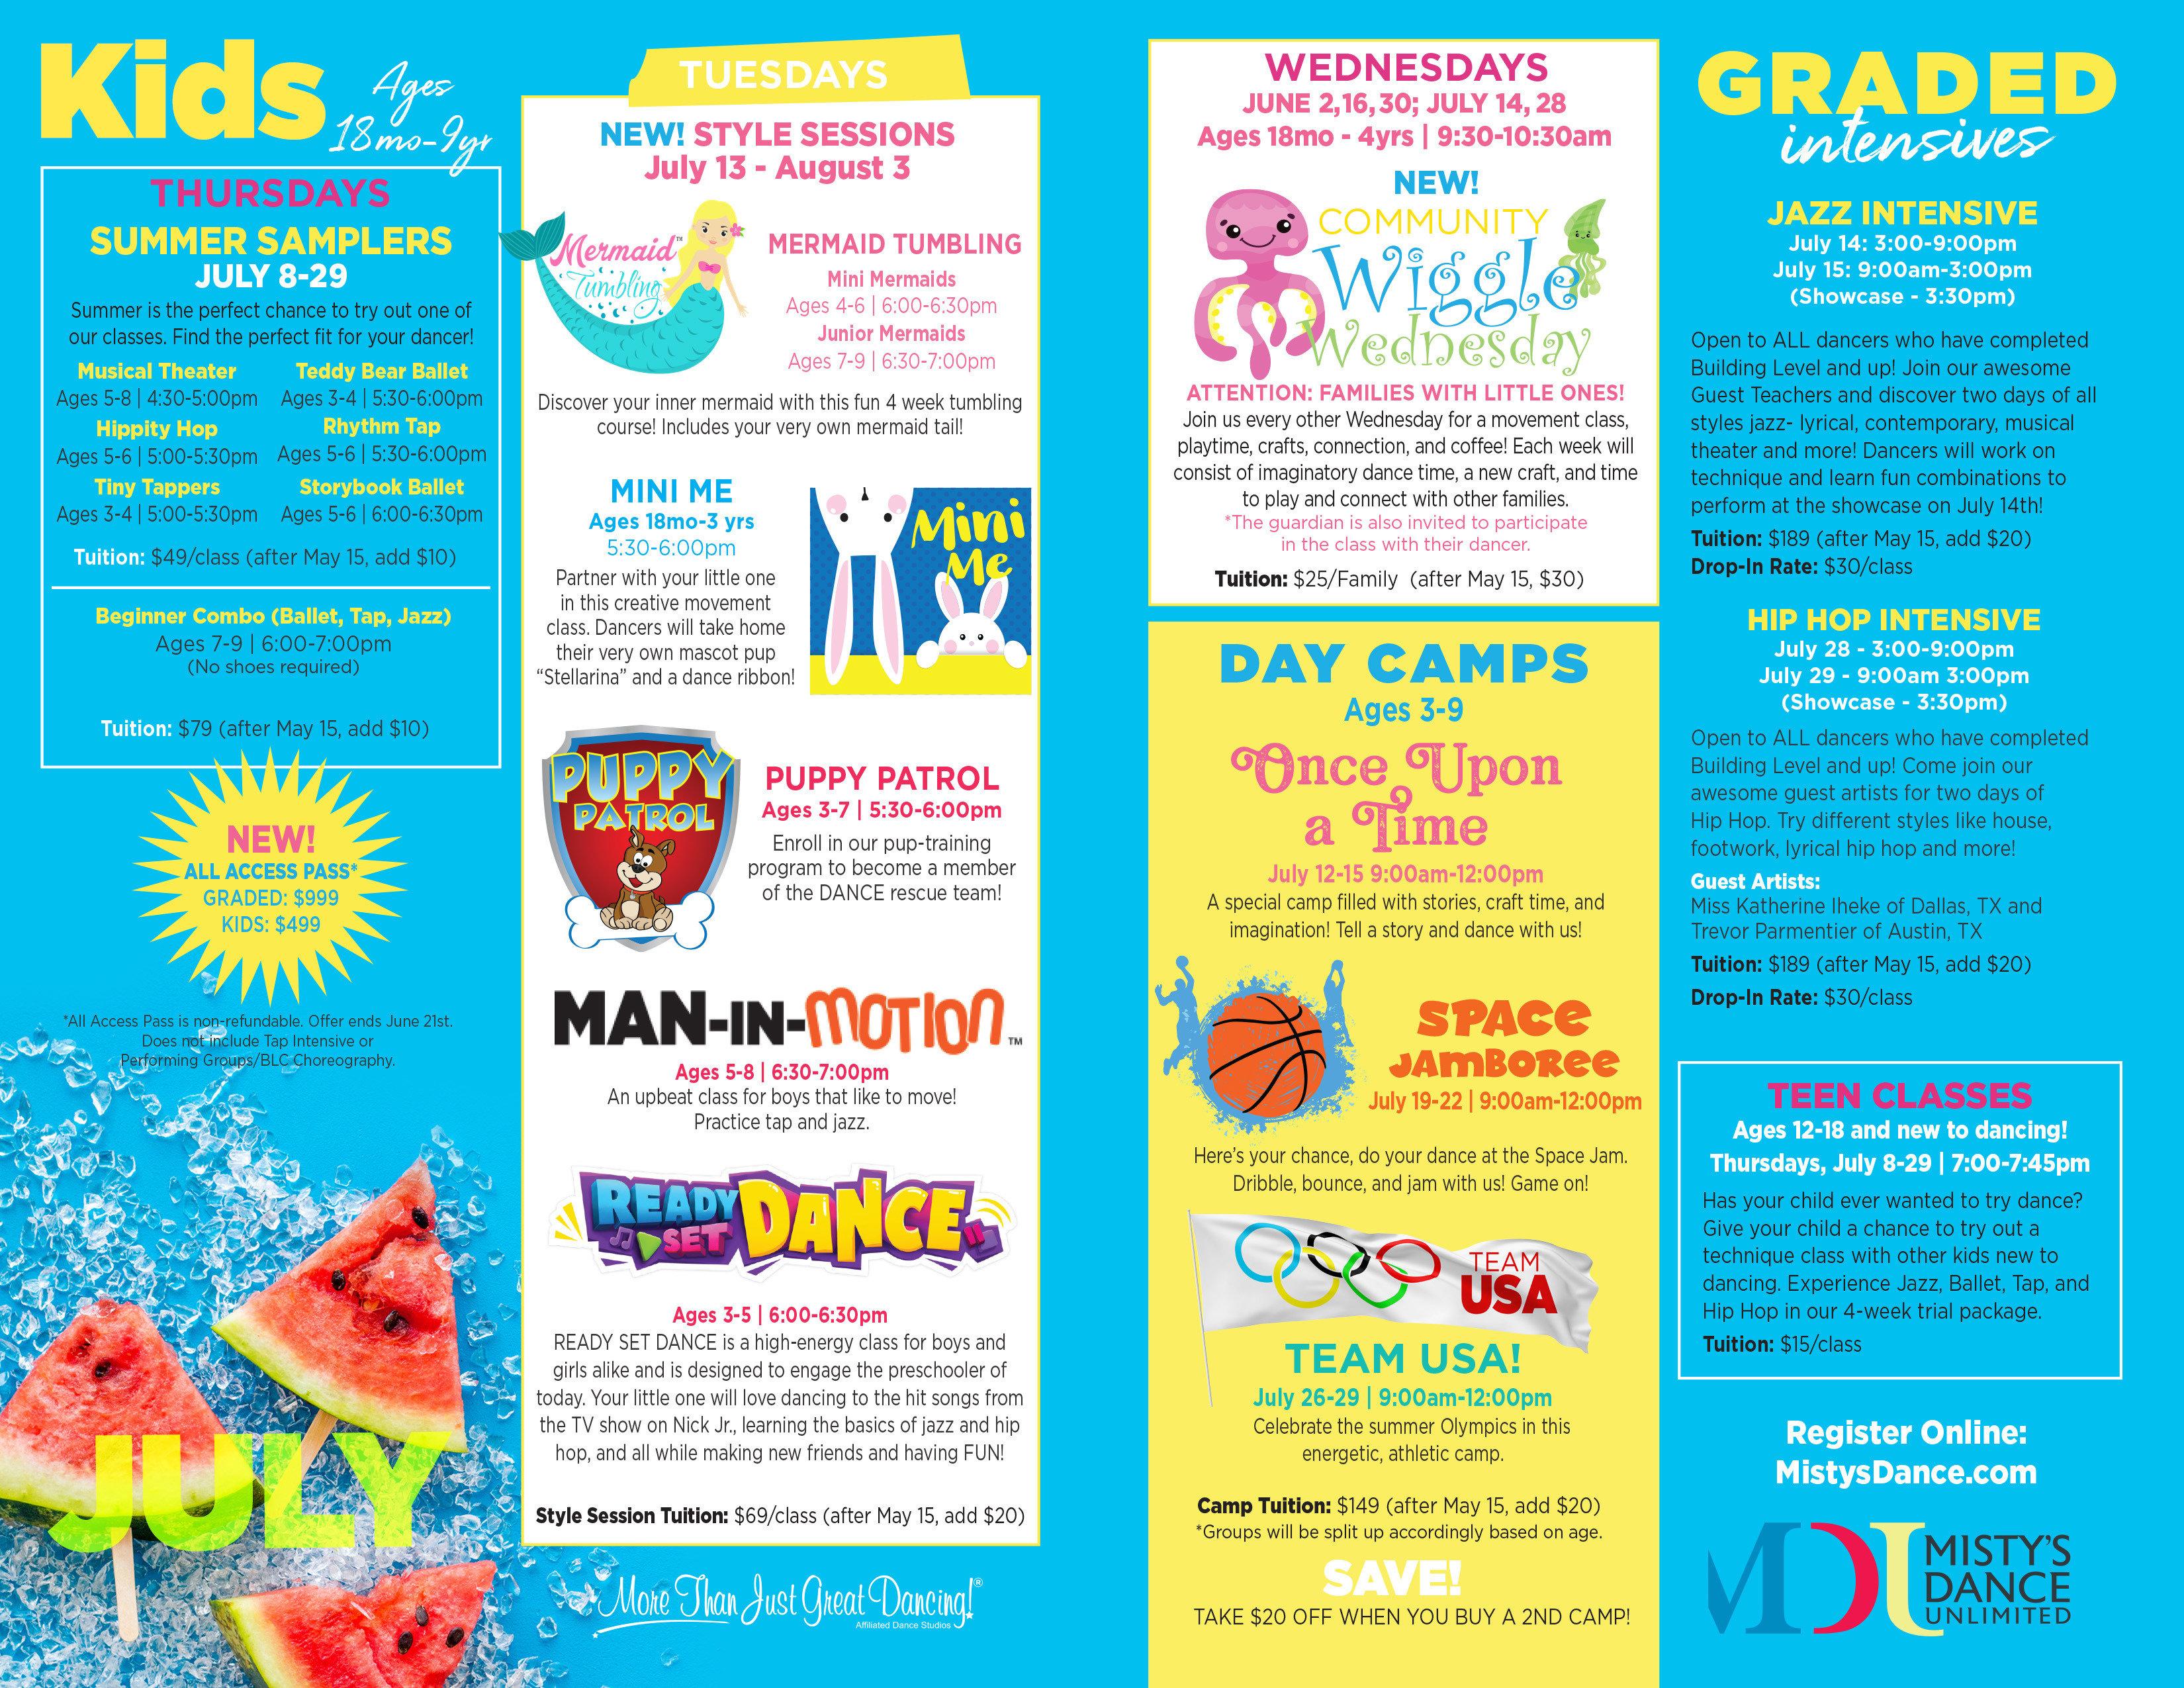 Kids
Ages
18mo-9yr
THURSDAYS
SUMMER SAMPLERS
JULY 8-29
Summer is the perfect chance to try out one of
our classes. Find the perfect fit for your dancer!
Musical Theater
Ages 5-8 | 4:30-5:00pm
Hippity Hop
Ages 5-6 | 5:00-5:30pm
Tiny Tappers
Ages 3-4 | 5:00-5:30pm
Teddy Bear Ballet
Ages 3-4 | 5:30-6:00pm
Rhythm Tap
Ages 5-6 | 5:30-6:00pm
Storybook Ballet
Ages 5-6 | 6:00-6:30pm
Tuition: $49/class (after May 15, add $10)
Beginner Combo (Ballet, Tap, Jazz)
Ages 7-9 | 6:00-7:00pm
(No shoes required)
Tuition: $79 (after May 15, add $10)
NEW!
ALL ACCESS PASS*
GRADED: $999
KIDS: $499
*All Access Pass is non-refundable. Offer ends June 21st.
Does not include Tap Intensive or
Performing Groups/BLC Choreography.
JULY
TUESDAYS
NEW! STYLE SESSIONS
July 13 - August 3
Mermaid™
Tumbling
MERMAID TUMBLING
Mini Mermaids
Ages 4-6 | 6:00-6:30pm
Junior Mermaids
Ages 7-9 | 6:30-7:00pm
Discover your inner mermaid with this fun 4 week tumbling
course! Includes your very own mermaid tail!
MINI ME
Ages 18mo-3 yrs
5:30-6:00pm
Partner with your little one
in this creative movement
class. Dancers will take home
their very own mascot pup
“Stellarina” and a dance ribbon!
Mini
Me
PUPPY
PATROL
PUPPY PATROL
Ages 3-7 | 5:30-6:00pm
Enroll in our pup-training
program to become a member
of the DANCE rescue team!
MAN-IN-MOTION™
Ages 5-8 | 6:30-7:00pm
An upbeat class for boys that like to move!
Practice tap and jazz.
READY
SET
DANCE
Ages 3-5 | 6:00-6:30pm
READY SET DANCE is a high-energy class for boys and
girls alike and is designed to engage the preschooler of
today. Your little one will love dancing to the hit songs from
the TV show on Nick Jr., learning the basics of jazz and hip
hop, and all while making new friends and having FUN!
Style Session Tuition: $69/class (after May 15, add $20)
More Than Just Great Dancing!®
Affiliated Dance Studios
WEDNESDAYS
JUNE 2,16,30; JULY 14, 28
Ages 18mo - 4yrs | 9:30-10:30am
NEW!
COMMUNITY
Wiggle
Wednesday
ATTENTION: FAMILIES WITH LITTLE ONES!
Join us every other Wednesday for a movement class,
playtime, crafts, connection, and coffee! Each week will
consist of imaginatory dance time, a new craft, and time
to play and connect with other families.
*The guardian is also invited to participate
in the class with their dancer.
Tuition: $25/Family (after May 15, $30)
DAY CAMPS
Ages 3-9
Once Upon
a Time
July 12-15 9:00am-12:00pm
A special camp filled with stories, craft time, and
imagination! Tell a story and dance with us!
SPACE
JAMBOREE
July 19-22 | 9:00am-12:00pm
Here’s your chance, do your dance at the Space Jam.
Dribble, bounce, and jam with us! Game on!
TEAM
USA
TEAM USA!
July 26-29 | 9:00am-12:00pm
Celebrate the summer Olympics in this
energetic, athletic camp.
Camp Tuition: $149 (after May 15, add $20)
*Groups will be split up accordingly based on age.
SAVE!
TAKE $20 OFF WHEN YOU BUY A 2ND CAMP!
GRADED
intensives
JAZZ INTENSIVE
July 14: 3:00-9:00pm
July 15: 9:00am-3:00pm
(Showcase - 3:30pm)
Open to ALL dancers who have completed
Building Level and up! Join our awesome
Guest Teachers and discover two days of all
styles jazz- lyrical, contemporary, musical
theater and more! Dancers will work on
technique and learn fun combinations to
perform at the showcase on July 14th!
Tuition: $189 (after May 15, add $20)
Drop-In Rate: $30/class
HIP HOP INTENSIVE
July 28 - 3:00-9:00pm
July 29 - 9:00am 3:00pm
(Showcase - 3:30pm)
Open to ALL dancers who have completed
Building Level and up! Come join our
awesome guest artists for two days of
Hip Hop. Try different styles like house,
footwork, lyrical hip hop and more!
Guest Artists:
Miss Katherine Iheke of Dallas, TX and
Trevor Parmentier of Austin, TX
Tuition: $189 (after May 15, add $20)
Drop-In Rate: $30/class
TEEN CLASSES
Ages 12-18 and new to dancing!
Thursdays, July 8-29 | 7:00-7:45pm
Has your child ever wanted to try dance?
Give your child a chance to try out a
technique class with other kids new to
dancing. Experience Jazz, Ballet, Tap, and
Hip Hop in our 4-week trial package.
Tuition: $15/class
Register Online:
MistysDance.com
MDU
MISTY’S
DANCE
UNLIMITED